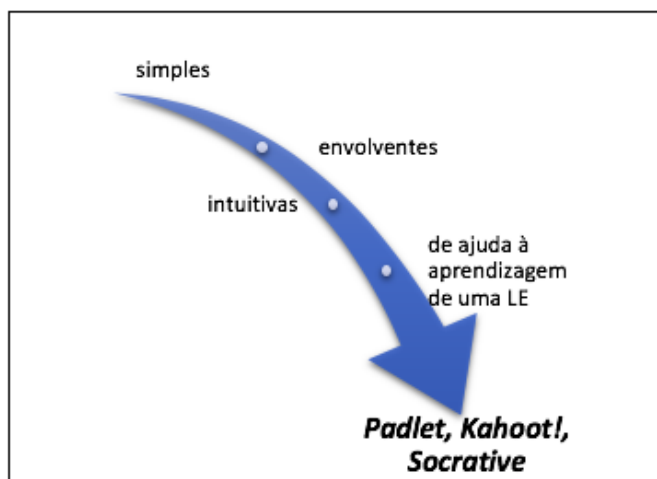 simples
envolventes
intuitivas
de ajuda à
aprendizagem
de uma LE
Padlet, Kahoot!,
Socrative